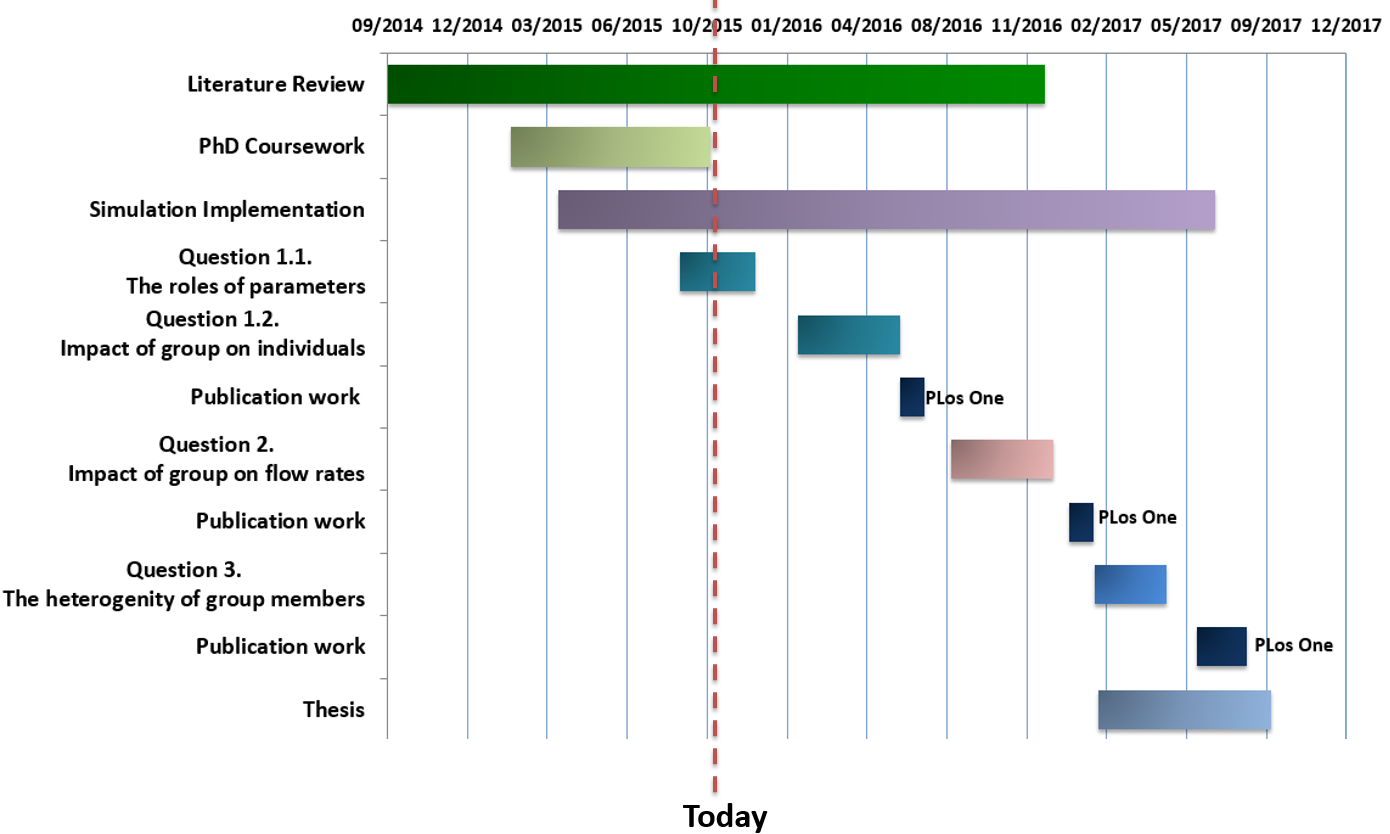 09/2014 12/2014 03/2015 06/2015 10/2015 01/2016 04/2016 08/2016 11/2016 02/2017 05/2017 09/2017 12/2017
Literature Review
PhD Coursework
Simulation Implementation
Question 1.1.
The roles of parameters
Question 1.2.
Impact of group on individuals
Publication work PLos One
Question 2.
Impact of group on flow rates
Publication work PLos One
Question 3.
The heterogenity of group members
Publication work PLos One
Thesis
Today